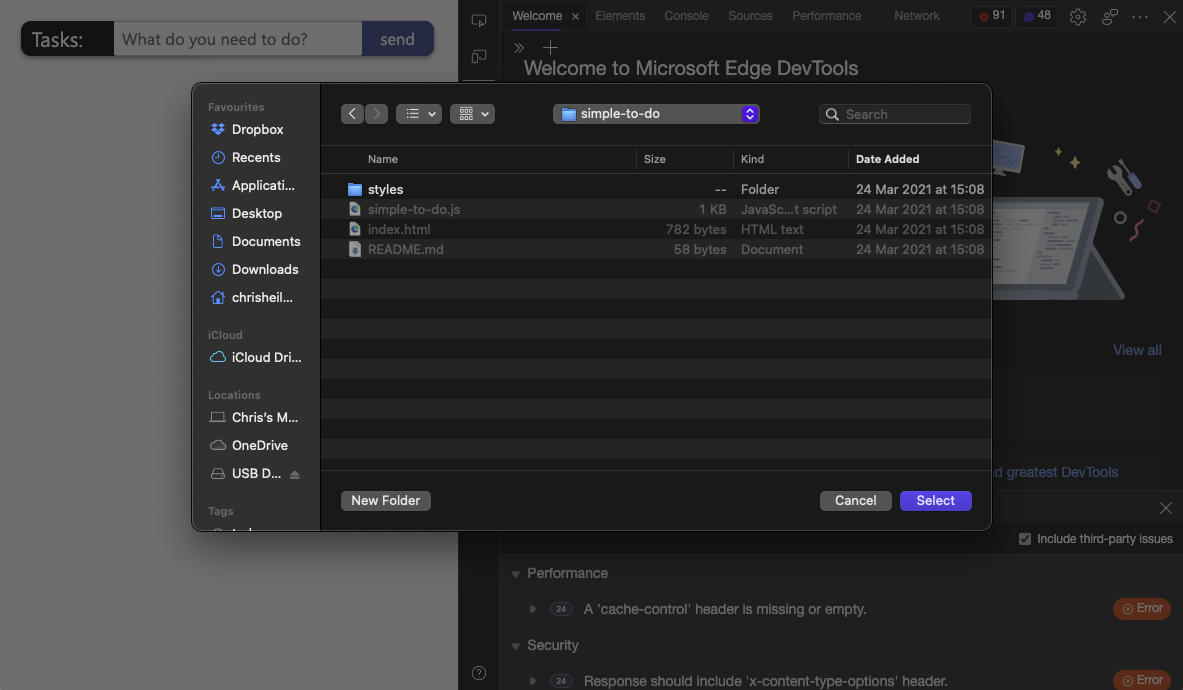 Tasks: What do you need to do? send
Welcome Elements Console Sources Performance Network 91 48
Welcome to Microsoft Edge DevTools
View all
d greatest DevTools
Favourites
Dropbox
Recents
Applicati...
Desktop
Documents
Downloads
chrisheil...
iCloud
iCloud Dri...
Locations
Chris's M...
OneDrive
USB D...
Tags
simple-to-do Search
Name Size Kind Date Added
styles -- Folder 24 Mar 2021 at 15:08
simple-to-do.js 1 KB JavaSc...t script 24 Mar 2021 at 15:08
index.html 782 bytes HTML text 24 Mar 2021 at 15:08
README.md 58 bytes Document 24 Mar 2021 at 15:08
New Folder Cancel Select
Include third-party issues
Performance
24 A 'cache-control' header is missing or empty. Error
Security
24 Response should include 'x-content-type-options' header. Error